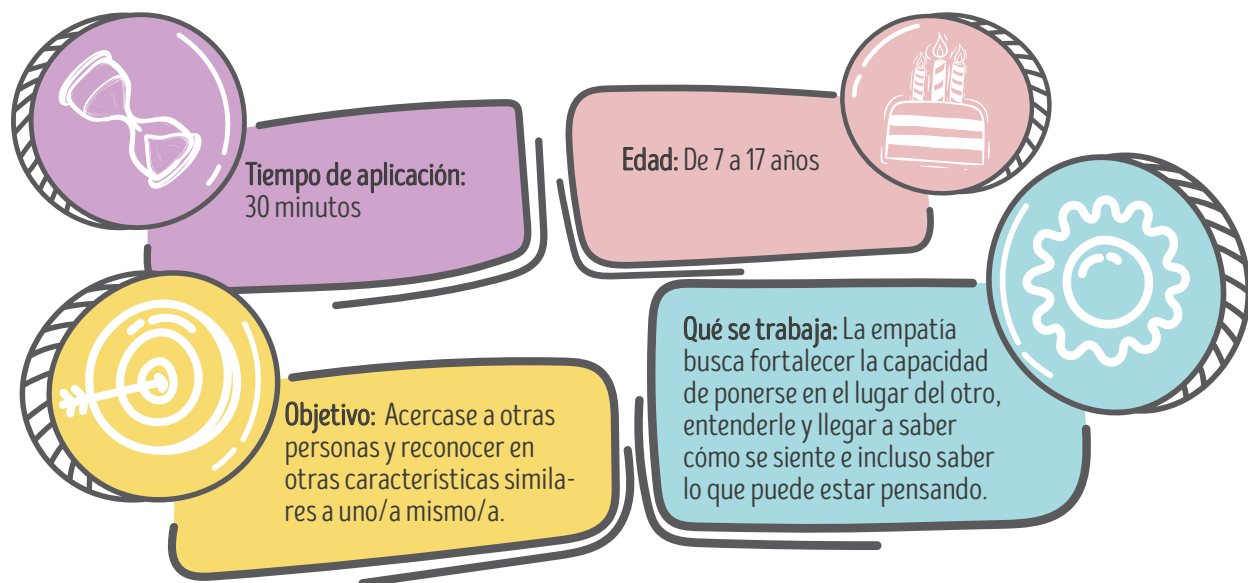 Tiempo de aplicación:
30 minutos
Edad: De 7 a 17 años
Objetivo: Acercase a otras
personas y reconocer en
otras características simila-
res a uno/a mismo/a.
Qué se trabaja: La empatía
busca fortalecer la capacidad
de ponerse en el lugar del otro,
entenderle y llegar a saber
cómo se siente e incluso saber
lo que puede estar pensando.